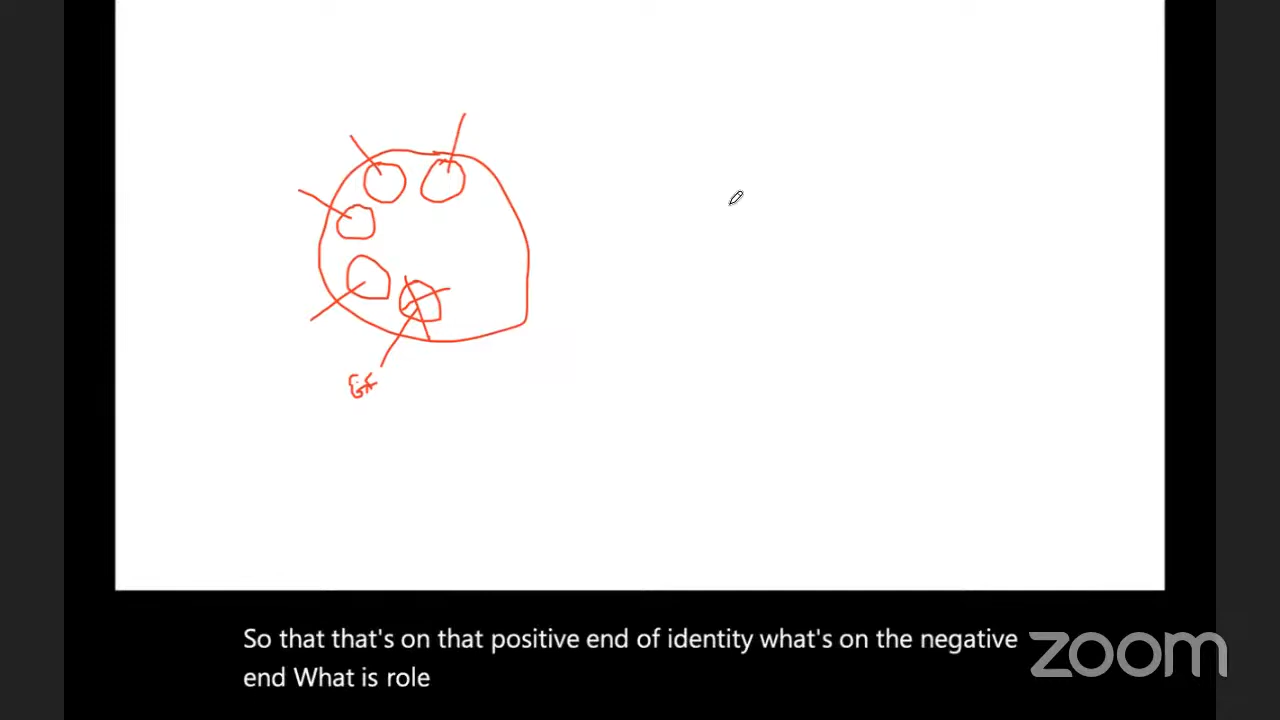 So that that's on that positive end of identity what's on the negative
end What is role
zoom